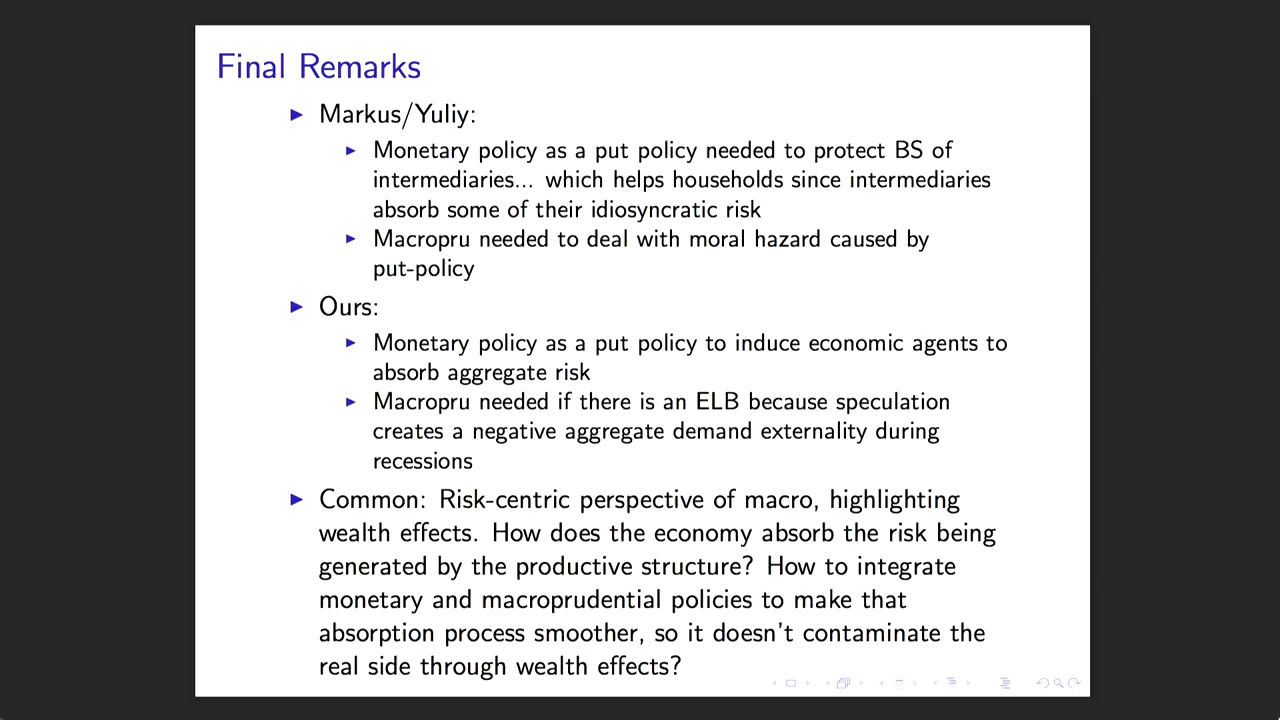 Final Remarks
Markus/Yuliy:
Monetary policy as a put policy needed to protect BS of
intermediaries... which helps households since intermediaries
absorb some of their idiosyncratic risk
Macropru needed to deal with moral hazard caused by
put-policy
Ours:
Monetary policy as a put policy to induce economic agents to
absorb aggregate risk
Macropru needed if there is an ELB because speculation
creates a negative aggregate demand externality during
recessions
Common: Risk-centric perspective of macro, highlighting
wealth effects. How does the economy absorb the risk being
generated by the productive structure? How to integrate
monetary and macroprudential policies to make that
absorption process smoother, so it doesn't contaminate the
real side through wealth effects?